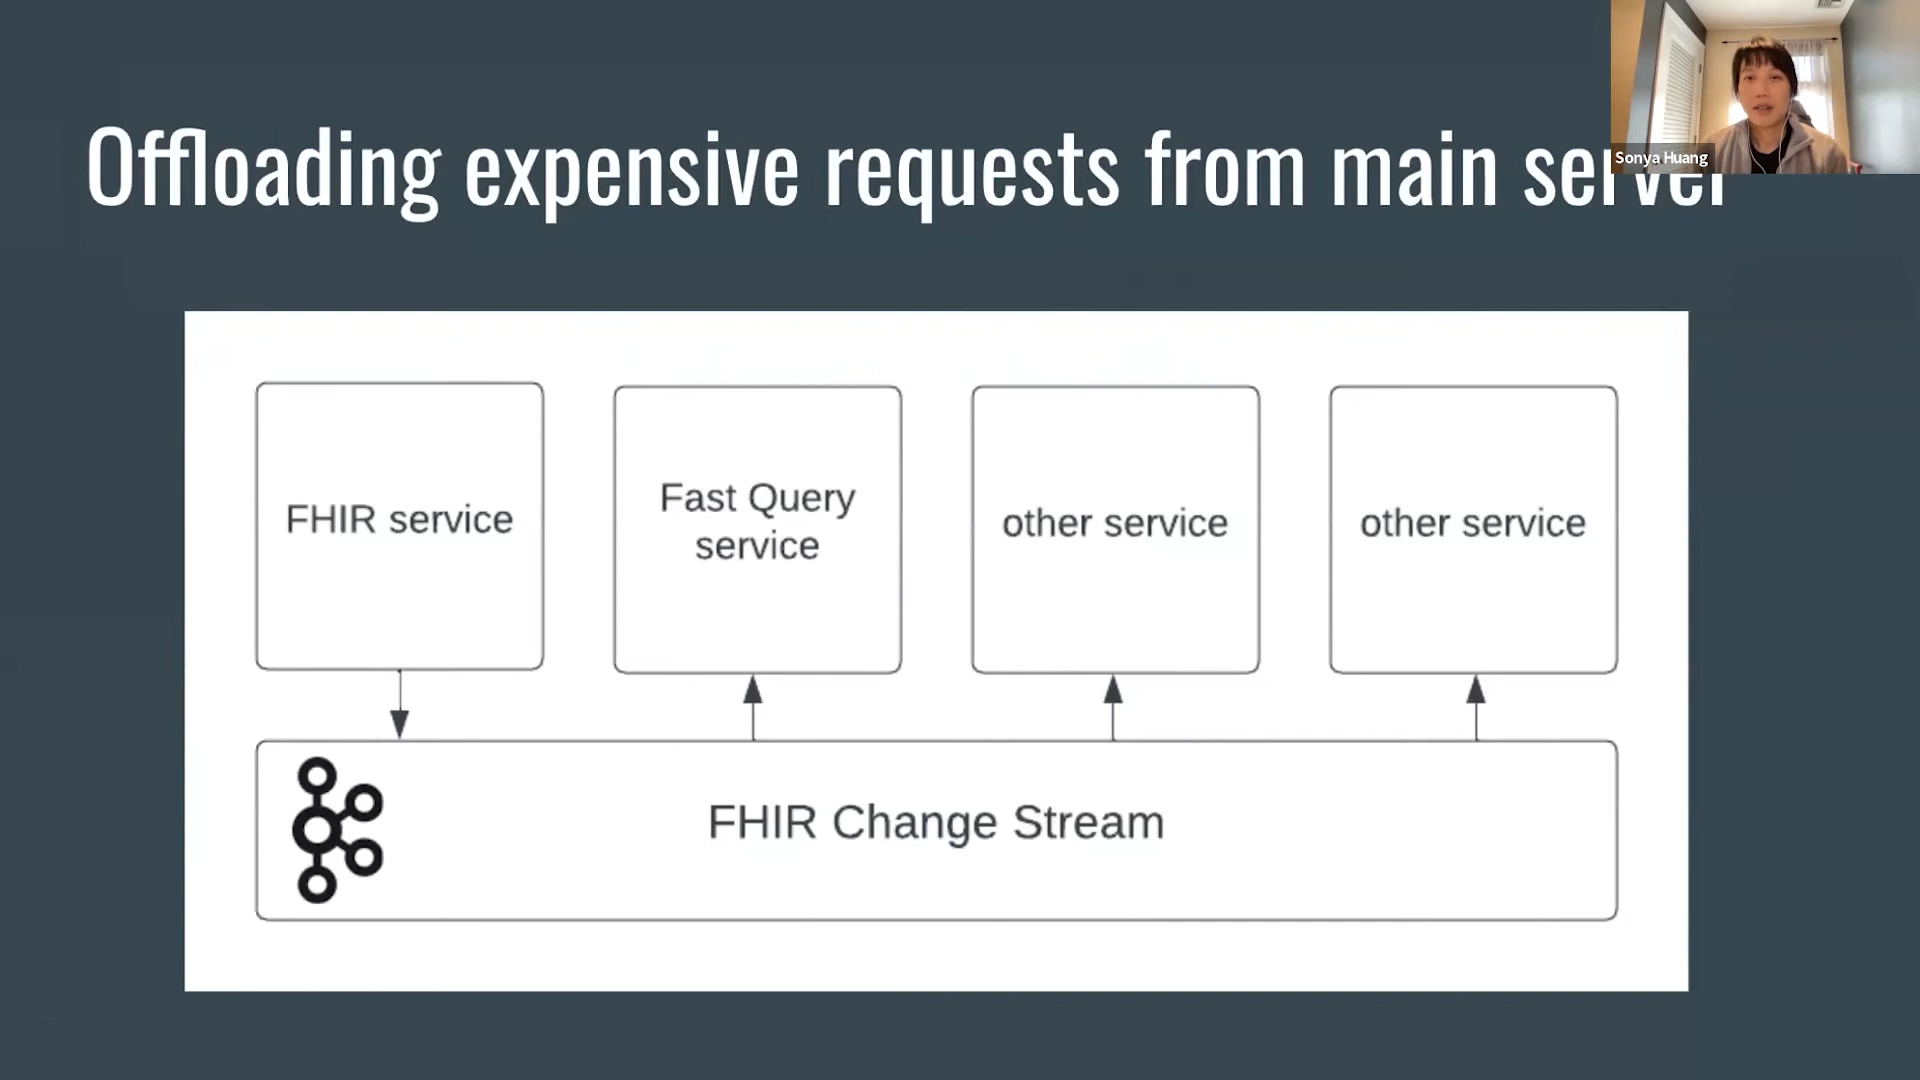 Offloading expensive requests from main server
Sonya Huang
FHIR service
Fast Query
service
other service
other service
FHIR Change Stream